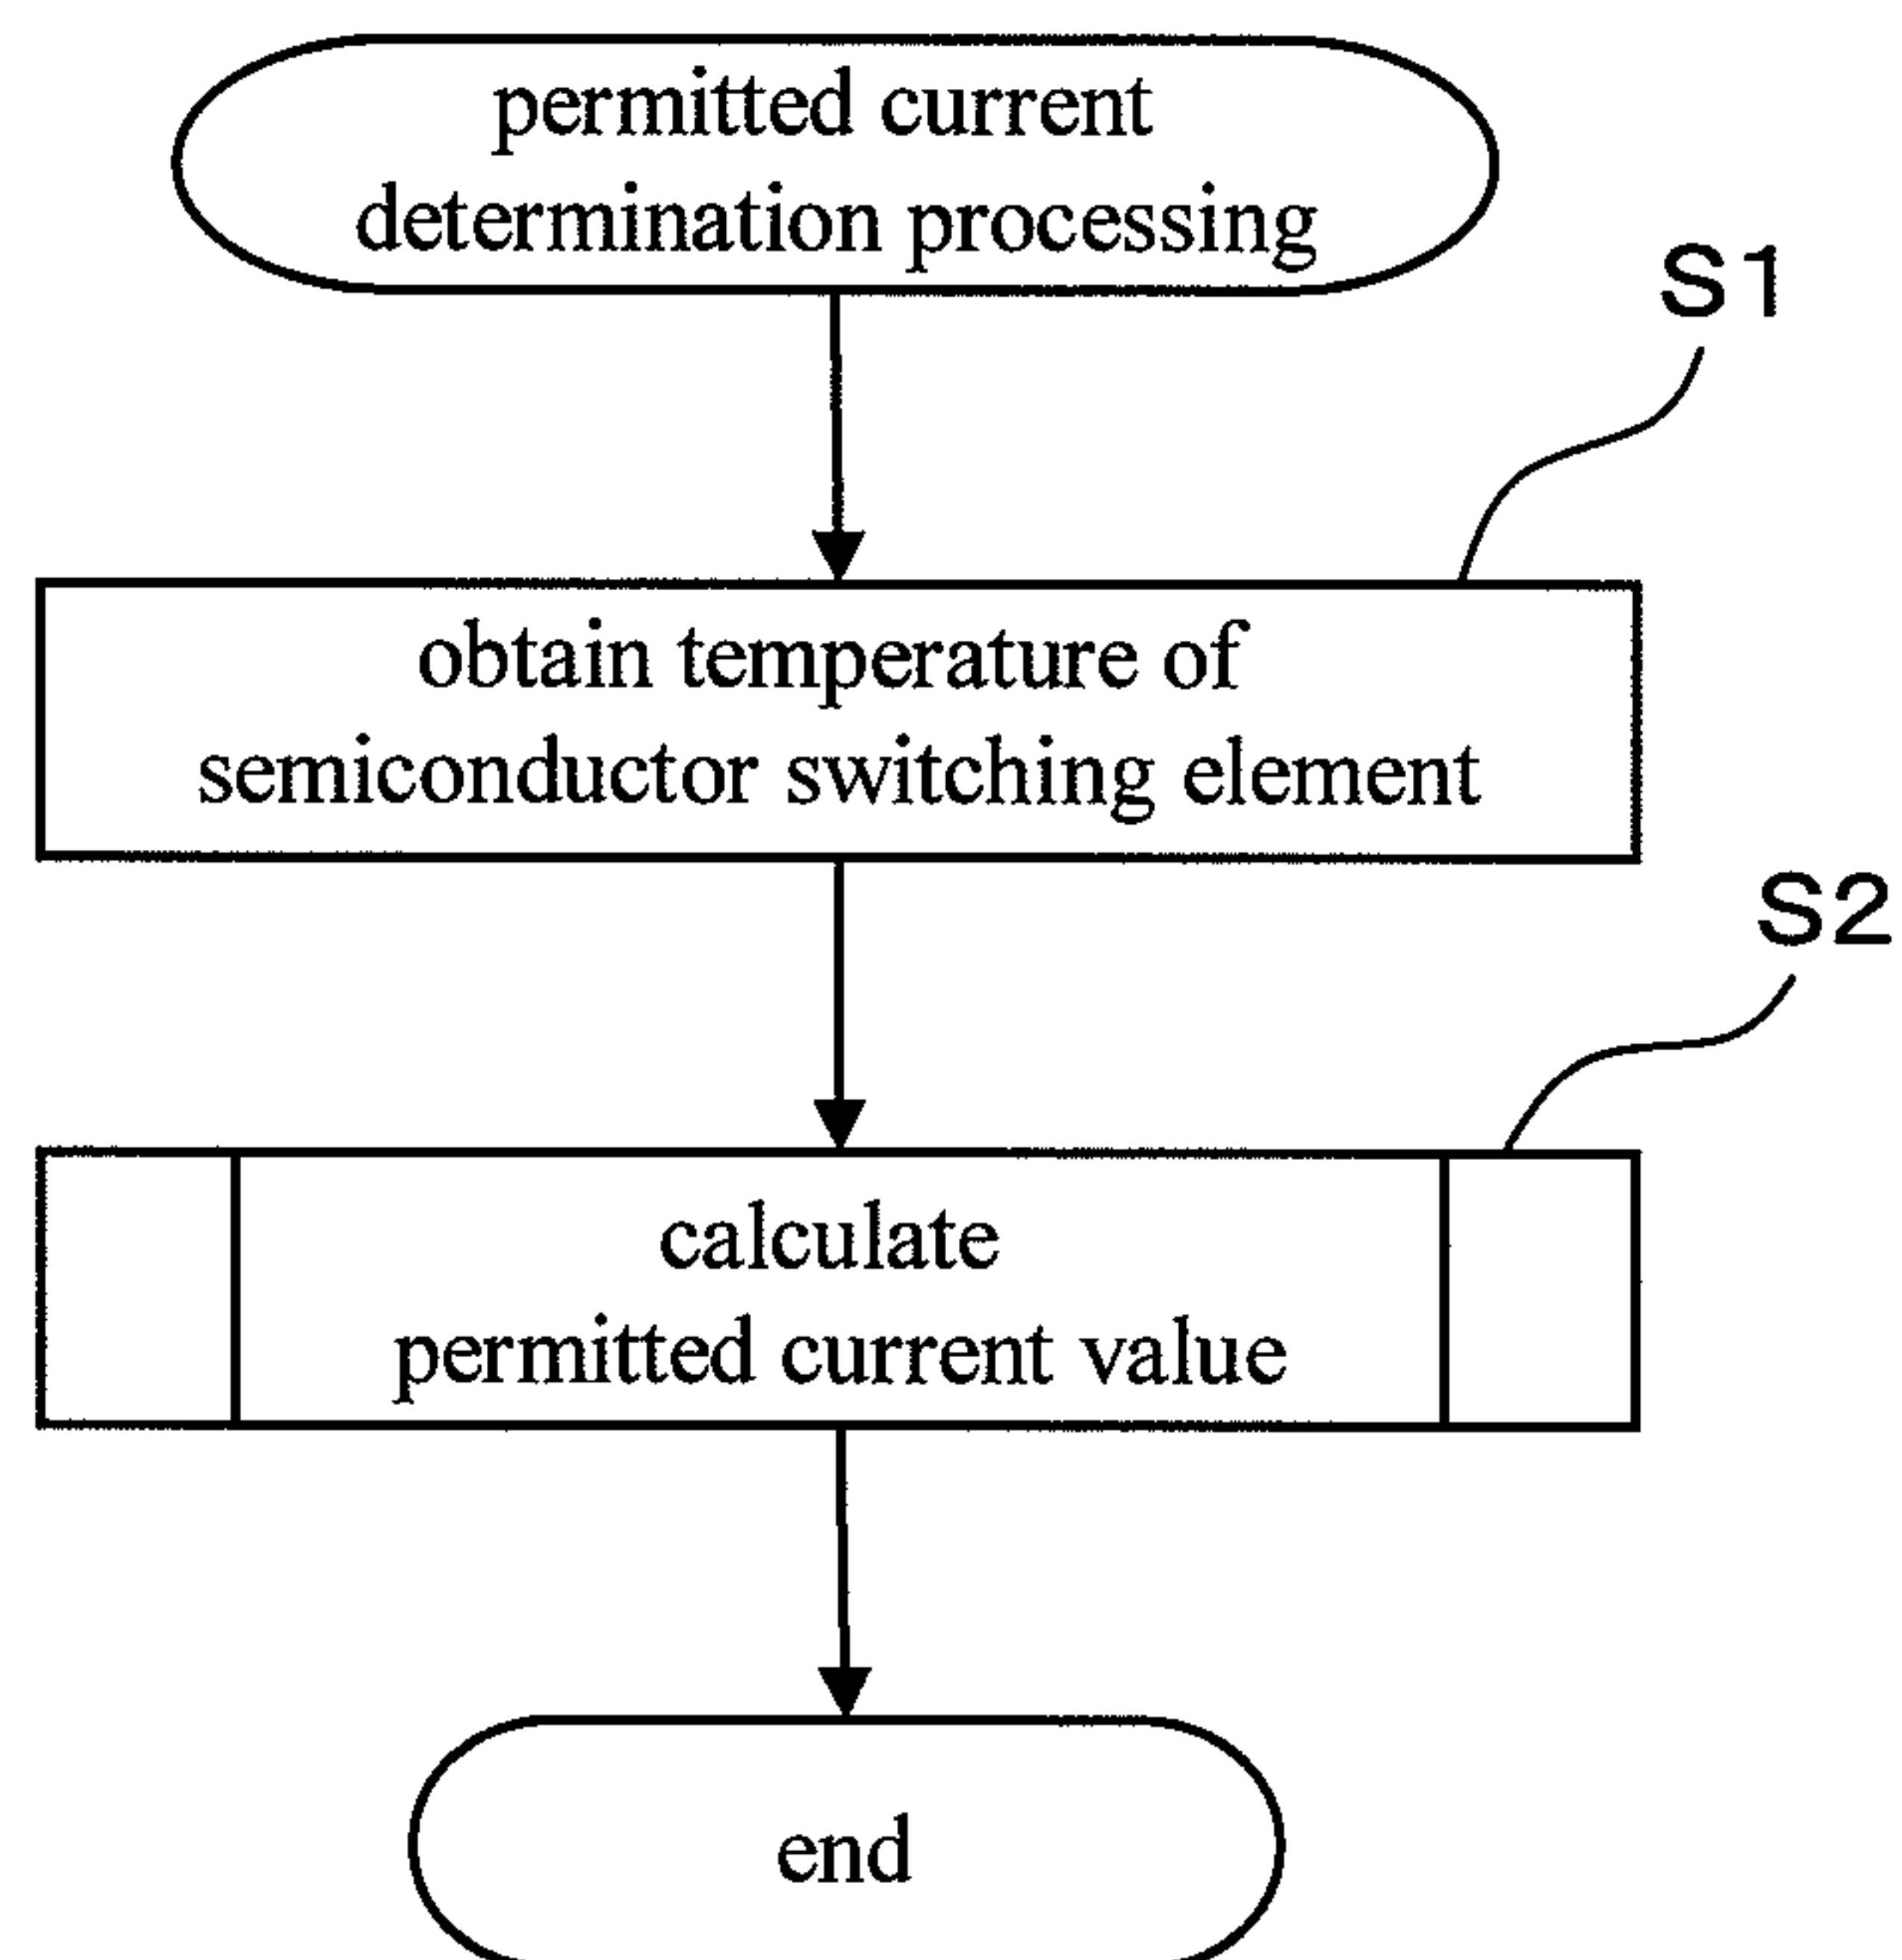 permitted current
determination processing
S1
obtain temperature of
semiconductor switching element
S2
calculate
permitted current value
end